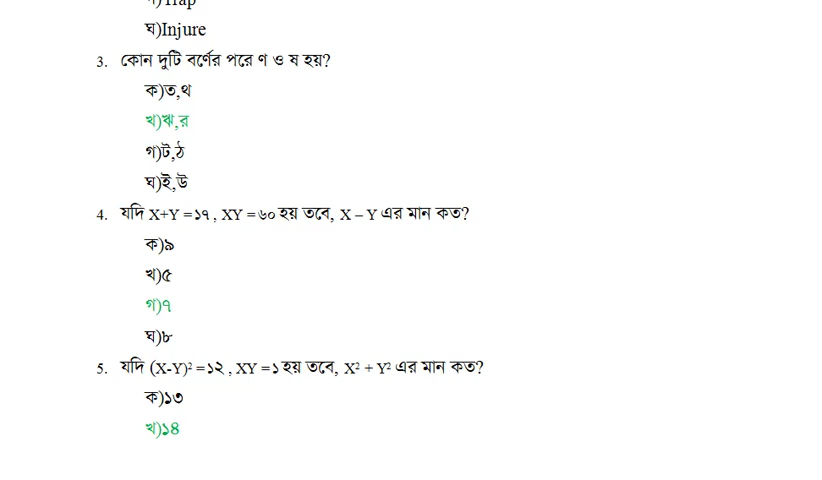 গ)Trap
ঘ)Injure
3. কোন দুটি বর্ণের পরে ণ ও ষ হয়?
ক)ত,থ
খ)ঋ,র
গ)ট,ঠ
ঘ)ই,উ
4. যদি X+Y =১৭ , XY = ৬০ হয় তবে, X – Y এর মান কত?
ক)৯
খ)৫
গ)৭
ঘ)৮
5. যদি (X-Y)² =১২ , XY =১ হয় তবে, X² + Y² এর মান কত?
ক)১৩
খ)১৪